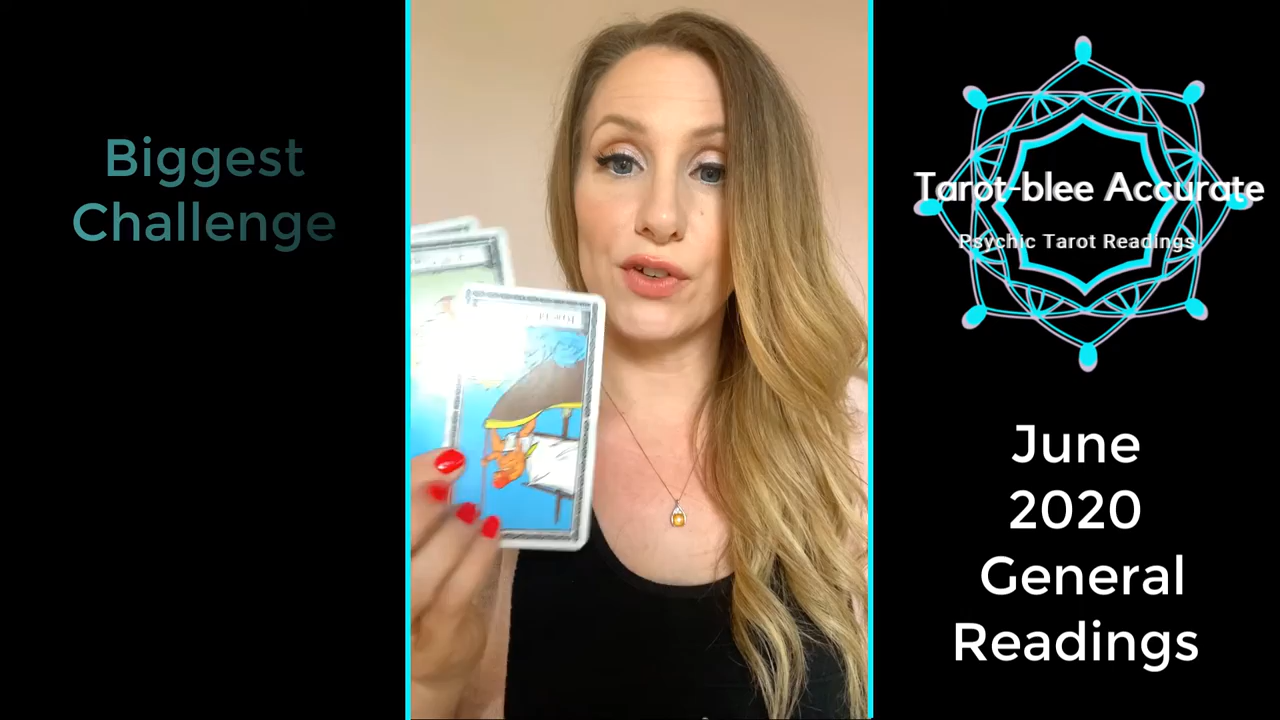 Biggest
Challenge
Tarot-blee Accurate
Psychic Tarot Readings
June
2020
General
Readings